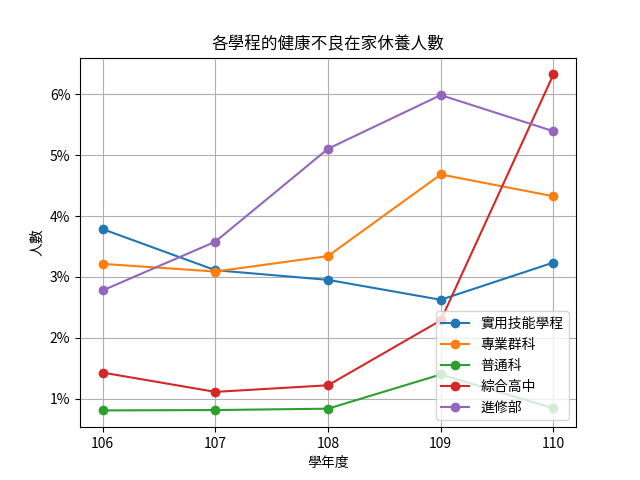 各學程的健康不良在家休養人數
人數
6%
5%
4%
3%
2%
1%
實用技能學程
專業群科
普通科
綜合高中
進修部
106 107 108 109 110
學年度